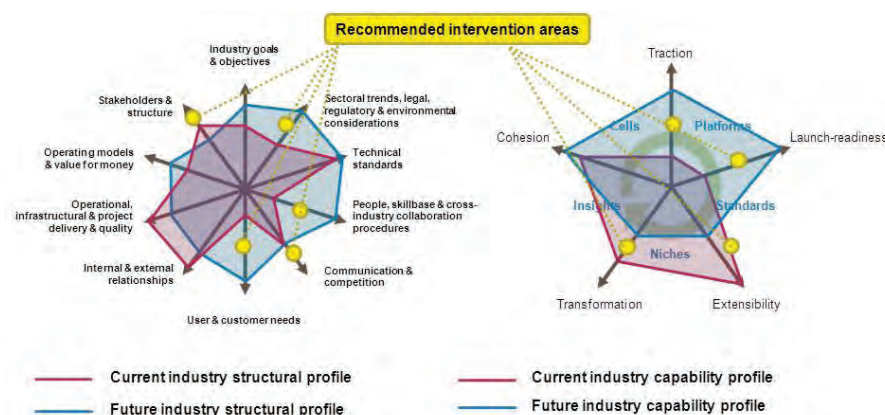 Recommended intervention areas
Industry goals
& objectives
Stakeholders &
structure
Sectoral trends, legal,
regulatory & environmental
considerations
Operating models
& value for money
Technical
standards
Operational,
infrastructural & project
delivery & quality
People, skillbase & cross-
industry collaboration
procedures
Internal & external
relationships
Communication &
competition
User & customer needs
Traction
Cells
Platforms
Cohesion
Launch-readiness
Insights
Standards
Niches
Transformation
Extensibility
Current industry structural profile
Future industry structural profile
Current industry capability profile
Future industry capability profile